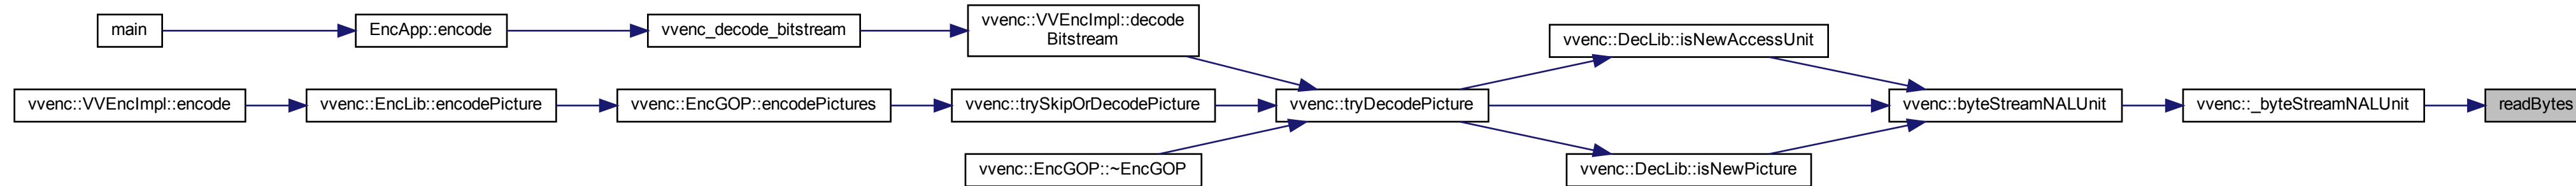 main
EncApp::encode
vvenc_decode_bitstream
vvenc::VVEncImpl::decode
Bitstream
vvenc::DecLib::isNewAccessUnit
vvenc::VVEncImpl::encode
vvenc::EncLib::encodePicture
vvenc::EncGOP::encodePictures
vvenc::trySkipOrDecodePicture
vvenc::tryDecodePicture
vvenc::byteStreamNALUnit
vvenc::_byteStreamNALUnit
readBytes
vvenc::EncGOP::~EncGOP
vvenc::DecLib::isNewPicture